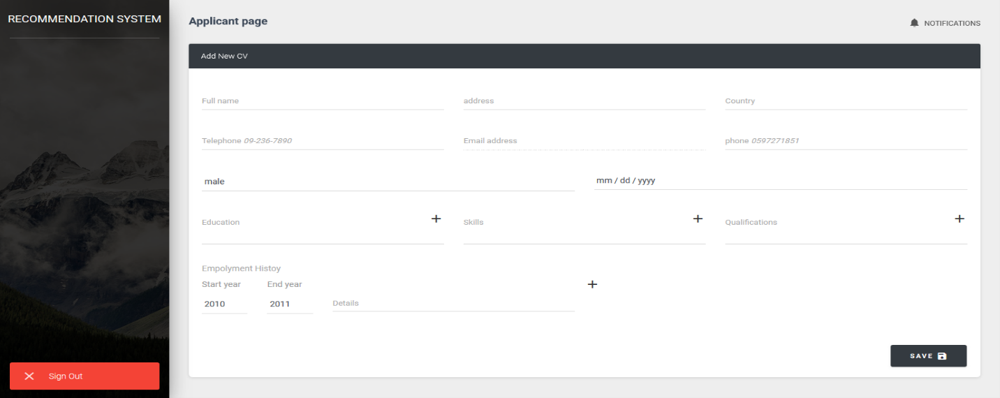 RECOMMENDATION SYSTEM
Applicant page
NOTIFICATIONS
Add New CV
Full name address Country
Telephone 09-236-7890 Email address phone 0597271851
male mm / dd / yyyy
Education + Skills + Qualifications +
Empolyment Histoy
Start year End year +
2010 2011 Details
SAVE
Sign Out